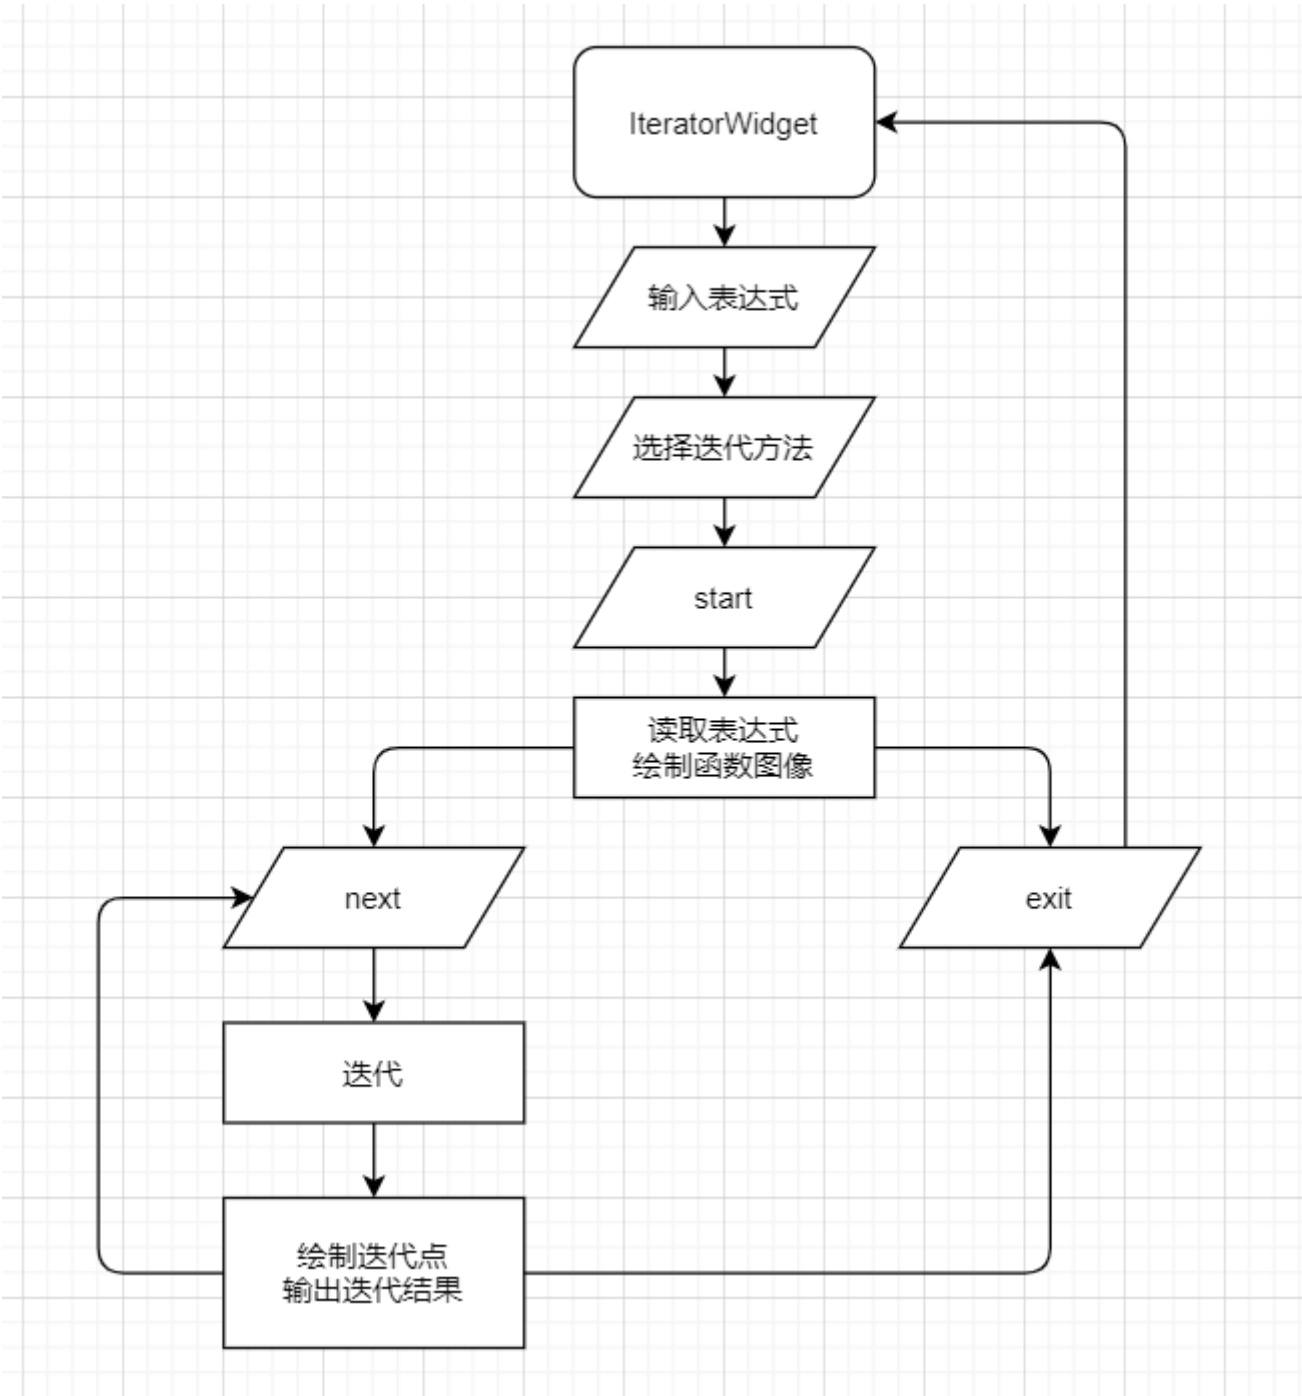 IteratorWidget
输入表达式
选择迭代方法
start
读取表达式
绘制函数图像
next
exit
迭代
绘制迭代点
输出迭代结果